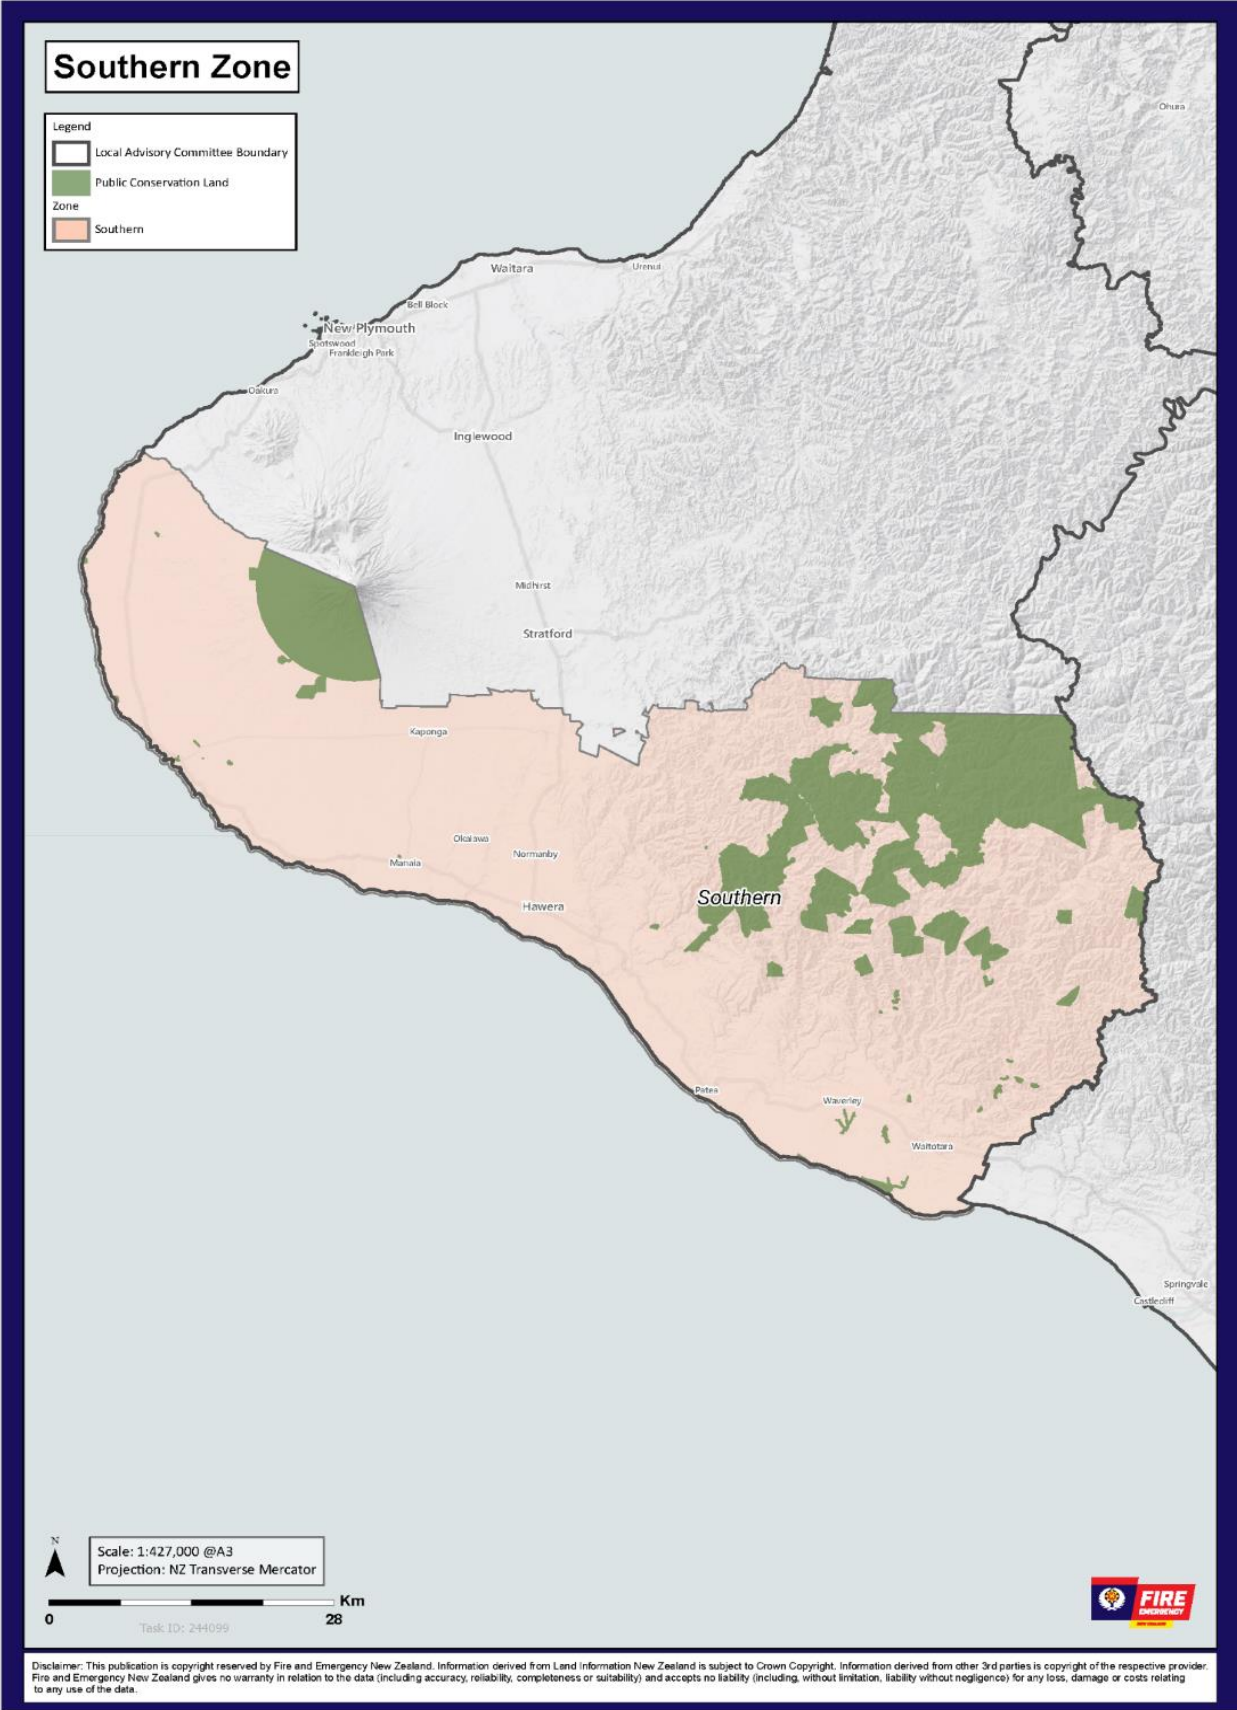 Southern Zone
Legend
Local Advisory Committee Boundary
Public Conservation Land
Zone
Southern
Ohura
Waitara
Urenui
Bell Block
New Plymouth
Spotswood
Frankleigh Park
Oakura
Inglewood
Midhirst
Stratford
Kaponga
Okaiawa
Normanby
Manaia
Southern
Hawera
Patea
Waverley
Waitotara
Springvale
Castlecliff
N
Scale: 1:427,000 @A3
Projection: NZ Transverse Mercator
Km
0 28
Task ID: 244099
FIRE
EMERGENCY
NEW ZEALAND
Disclaimer: This publication is copyright reserved by Fire and Emergency New Zealand. Information derived from Land Information New Zealand is subject to Crown Copyright. Information derived from other 3rd parties is copyright of the respective provider.
Fire and Emergency New Zealand gives no warranty in relation to the data (including accuracy, reliability, completeness or suitability) and accepts no liability (including, without limitation, liability without negligence) for any loss, damage or costs relating
to any use of the data.